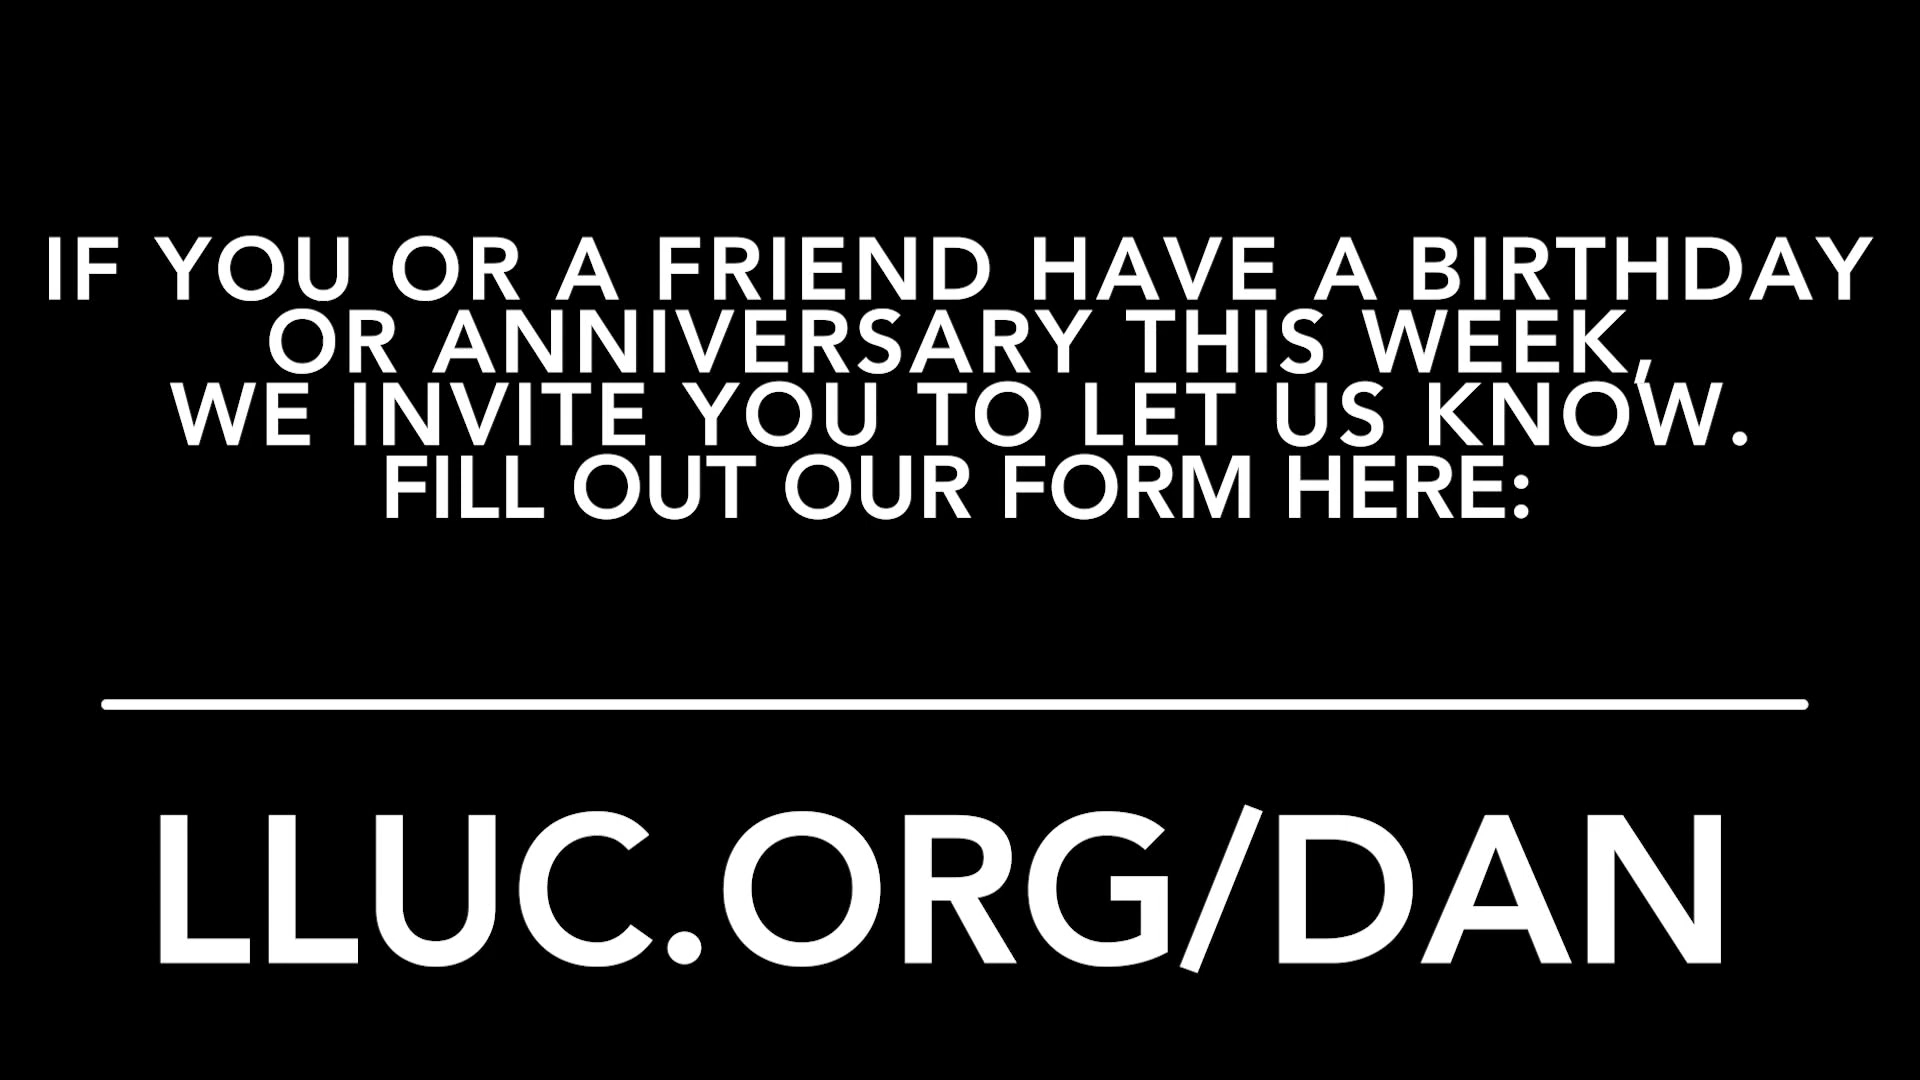 IF YOU OR A FRIEND HAVE A BIRTHDAY
OR ANNIVERSARY THIS WEEK,
WE INVITE YOU TO LET US KNOW.
FILL OUT OUR FORM HERE:
LLUC.ORG/DAN